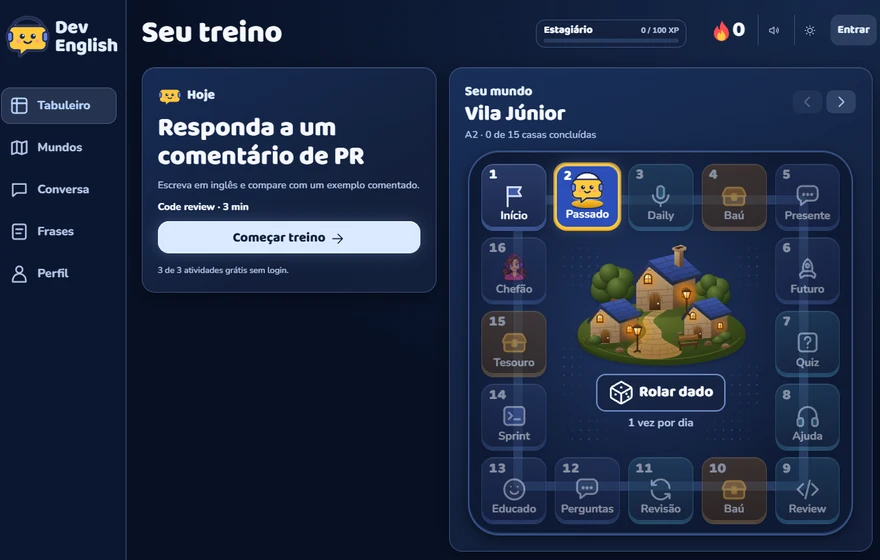 Dev
English
Seu treino
Estagiário
0 / 100 XP
0
Entrar
Tabuleiro
Mundos
Conversa
Frases
Perfil
Hoje
Responda a um
comentário de PR
Escreva em inglês e compare com um exemplo comentado.
Code review · 3 min
Começar treino →
3 de 3 atividades grátis sem login.
Seu mundo
Vila Júnior
A2 · 0 de 15 casas concluídas
1
Início
2
Passado
3
Daily
4
Baú
5
Presente
16
Chefão
6
Futuro
15
Tesouro
7
Quiz
Rolar dado
1 vez por dia
14
Sprint
8
Ajuda
13
Educado
12
Perguntas
11
Revisão
10
Baú
9
Review